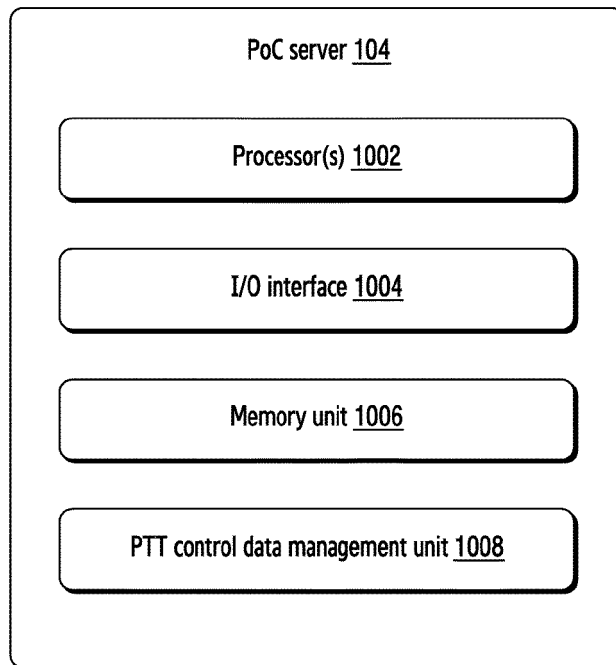 PoC server 104
Processor(s) 1002
I/O interface 1004
Memory unit 1006
PTT control data management unit 1008